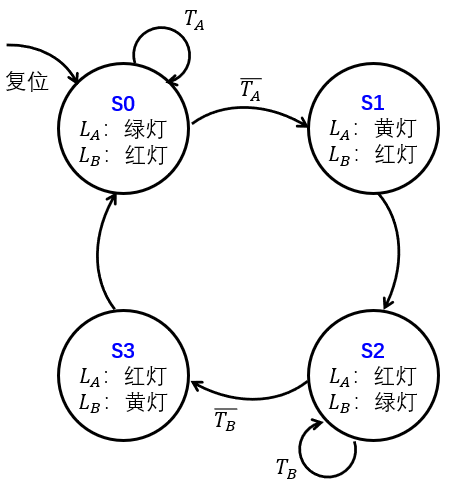 $T_A$
复位
$\overline{T_A}$
S0
$L_A$: 绿灯
$L_B$: 红灯
S1
$L_A$: 黄灯
$L_B$: 红灯
S3
$L_A$: 红灯
$L_B$: 黄灯
S2
$L_A$: 红灯
$L_B$: 绿灯
$\overline{T_B}$
$T_B$